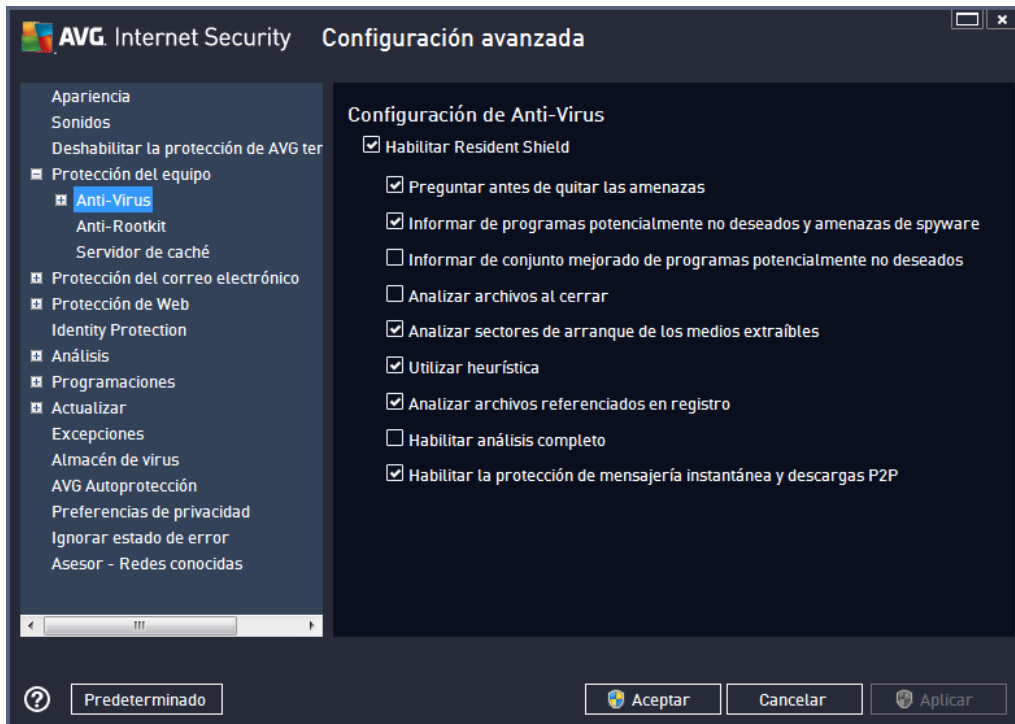 AVG. Internet Security Configuración avanzada
Apariencia
Sonidos
Deshabilitar la protección de AVG ter
Protección del equipo
Anti-Virus
Anti-Rootkit
Servidor de caché
Protección del correo electrónico
Protección de Web
Identity Protection
Análisis
Programaciones
Actualizar
Excepciones
Almacén de virus
AVG Autoprotección
Preferencias de privacidad
Ignorar estado de error
Asesor - Redes conocidas
Configuración de Anti-Virus
Habilitar Resident Shield
Preguntar antes de quitar las amenazas
Informar de programas potencialmente no deseados y amenazas de spyware
Informar de conjunto mejorado de programas potencialmente no deseados
Analizar archivos al cerrar
Analizar sectores de arranque de los medios extraíbles
Utilizar heurística
Analizar archivos referenciados en registro
Habilitar análisis completo
Habilitar la protección de mensajería instantánea y descargas P2P
Predeterminado
Aceptar
Cancelar
Aplicar